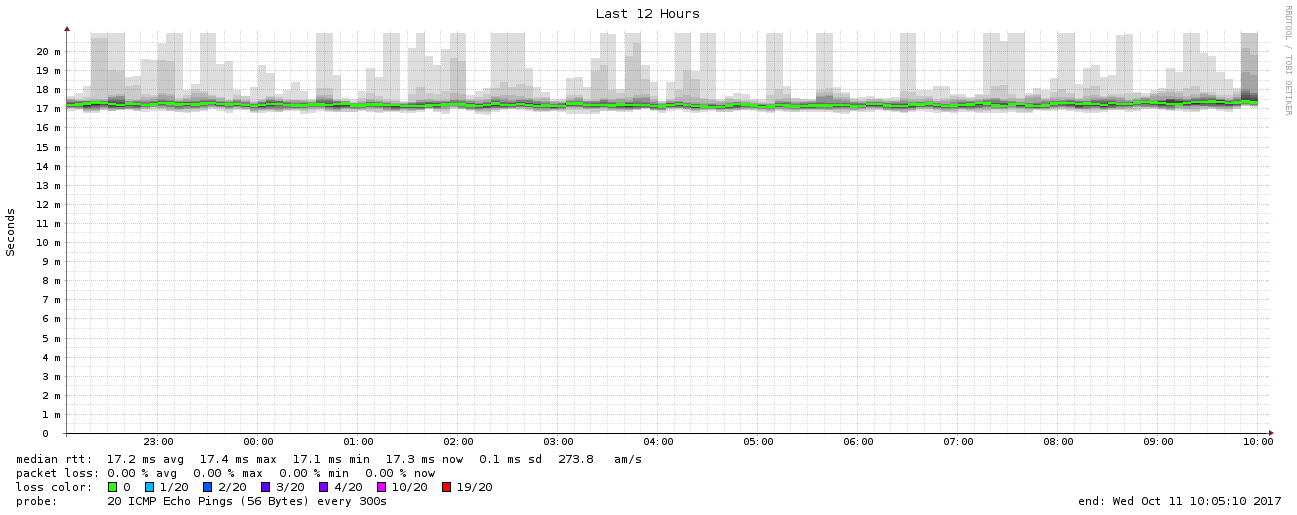 Last 12 Hours
RRDTOOL / TOBI OETIKER
Seconds
20 m
19 m
18 m
17 m
16 m
15 m
14 m
13 m
12 m
11 m
10 m
9 m
8 m
7 m
6 m
5 m
4 m
3 m
2 m
1 m
0
23:00 00:00 01:00 02:00 03:00 04:00 05:00 06:00 07:00 08:00 09:00 10:00
median rtt: 17.2 ms avg 17.4 ms max 17.1 ms min 17.3 ms now 0.1 ms sd 273.8 am/s
packet loss: 0.00 % avg 0.00 % max 0.00 % min 0.00 % now
loss color: 0 1/20 2/20 3/20 4/20 10/20 19/20
probe: 20 ICMP Echo Pings (56 Bytes) every 300s
end: Wed Oct 11 10:05:10 2017